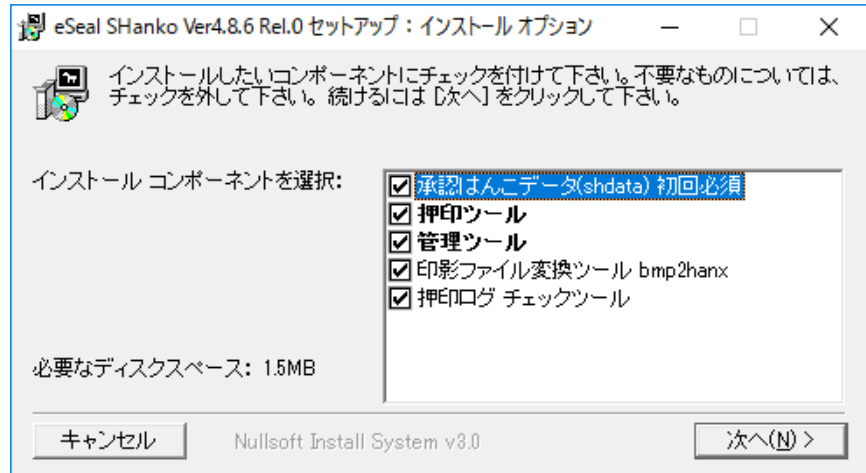 eSeal SHanko Ver4.8.6 Rel.0 セットアップ：インストール オプション
インストールしたいコンポーネントにチェックを付けて下さい。不要なものについては、
チェックを外して下さい。続けるには [次へ] をクリックして下さい。
インストール コンポーネントを選択:
承認はんこデータ(shdata) 初回必須
押印ツール
管理ツール
印影ファイル変換ツール bmp2hanx
押印ログ チェックツール
必要なディスクスペース: 1.5MB
キャンセル
Nullsoft Install System v3.0
次へ(N) >